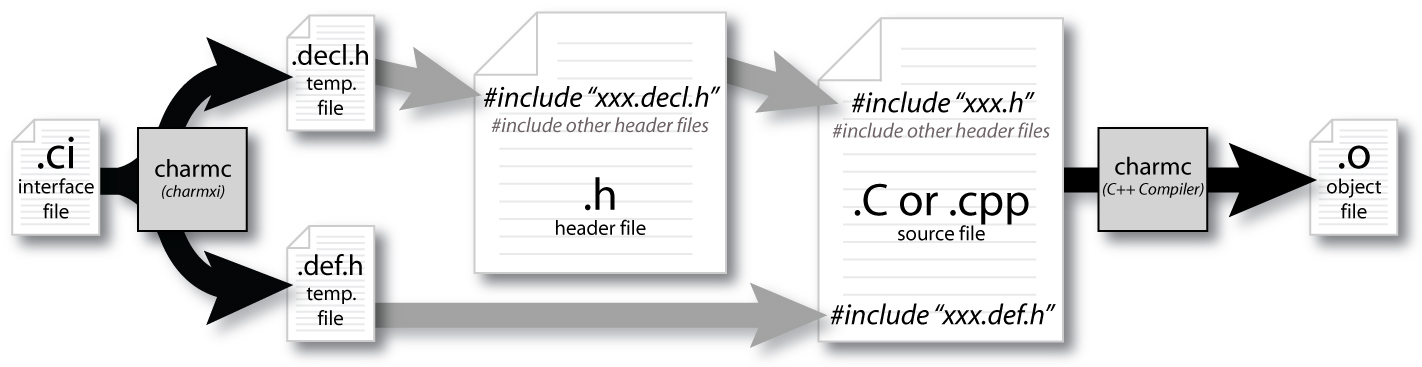 .ci
interface
file
charmc
(charmxi)
.decl.h
temp.
file
.def.h
temp.
file
#include “xxx.decl.h”
#include other header files
.h
header file
#include “xxx.h”
#include other header files
.C or .cpp
source file
#include “xxx.def.h”
charmc
(C++ Compiler)
.o
object
file